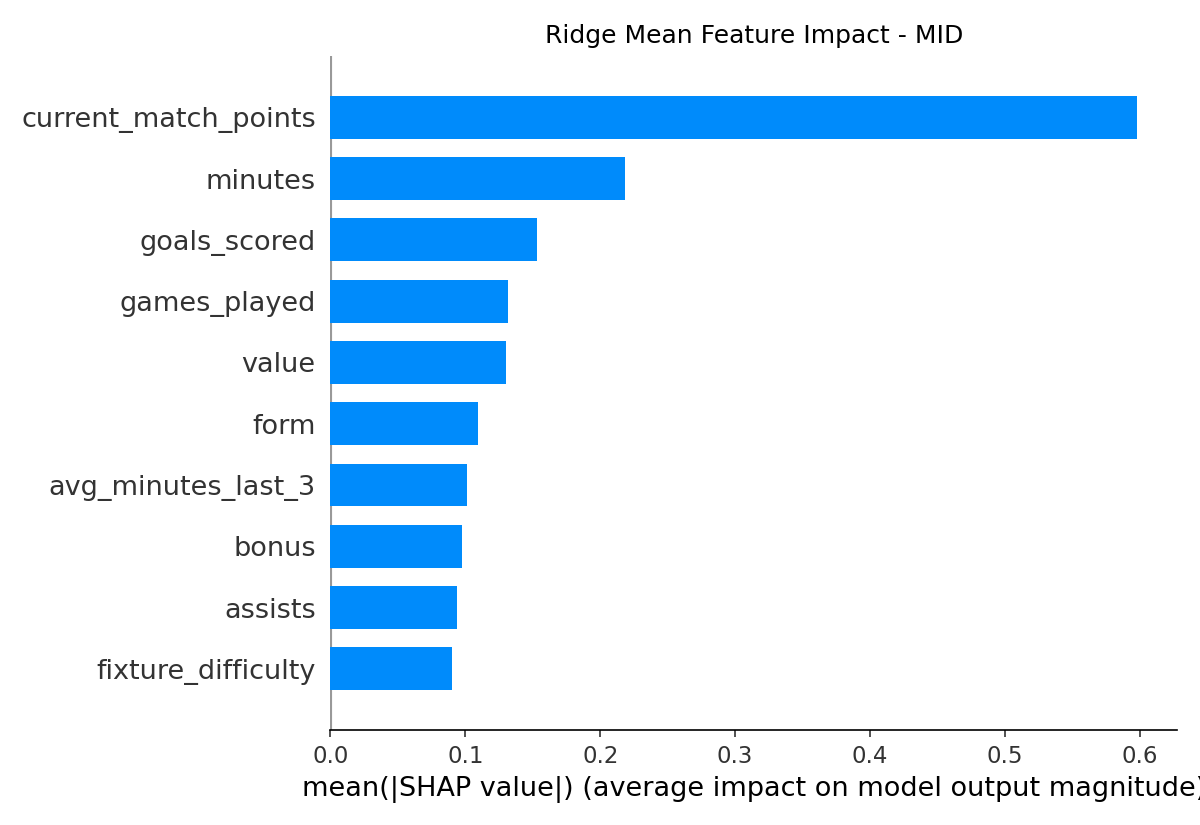 Ridge Mean Feature Impact - MID
current_match_points
minutes
goals_scored
games_played
value
form
avg_minutes_last_3
bonus
assists
fixture_difficulty
0.0 0.1 0.2 0.3 0.4 0.5 0.6
mean(|SHAP value|) (average impact on model output magnitude)